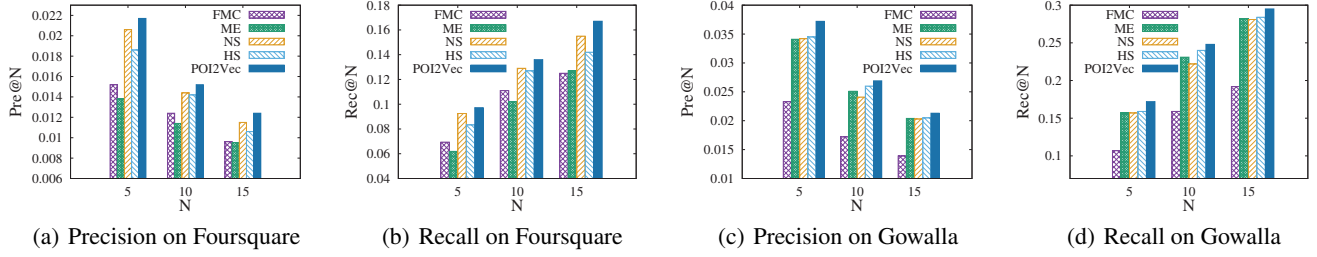 0.022
0.02
0.018
0.016
0.014
0.012
0.01
0.008
0.006
Pre@N
FMC
ME
NS
HS
POI2Vec
5 10 15
N
(a) Precision on Foursquare
0.18
0.16
0.14
0.12
0.1
0.08
0.06
0.04
Rec@N
FMC
ME
NS
HS
POI2Vec
5 10 15
N
(b) Recall on Foursquare
0.04
0.035
0.03
0.025
0.02
0.015
0.01
Pre@N
FMC
ME
NS
HS
POI2Vec
5 10 15
N
(c) Precision on Gowalla
0.3
0.25
0.2
0.15
0.1
Rec@N
FMC
ME
NS
HS
POI2Vec
5 10 15
N
(d) Recall on Gowalla